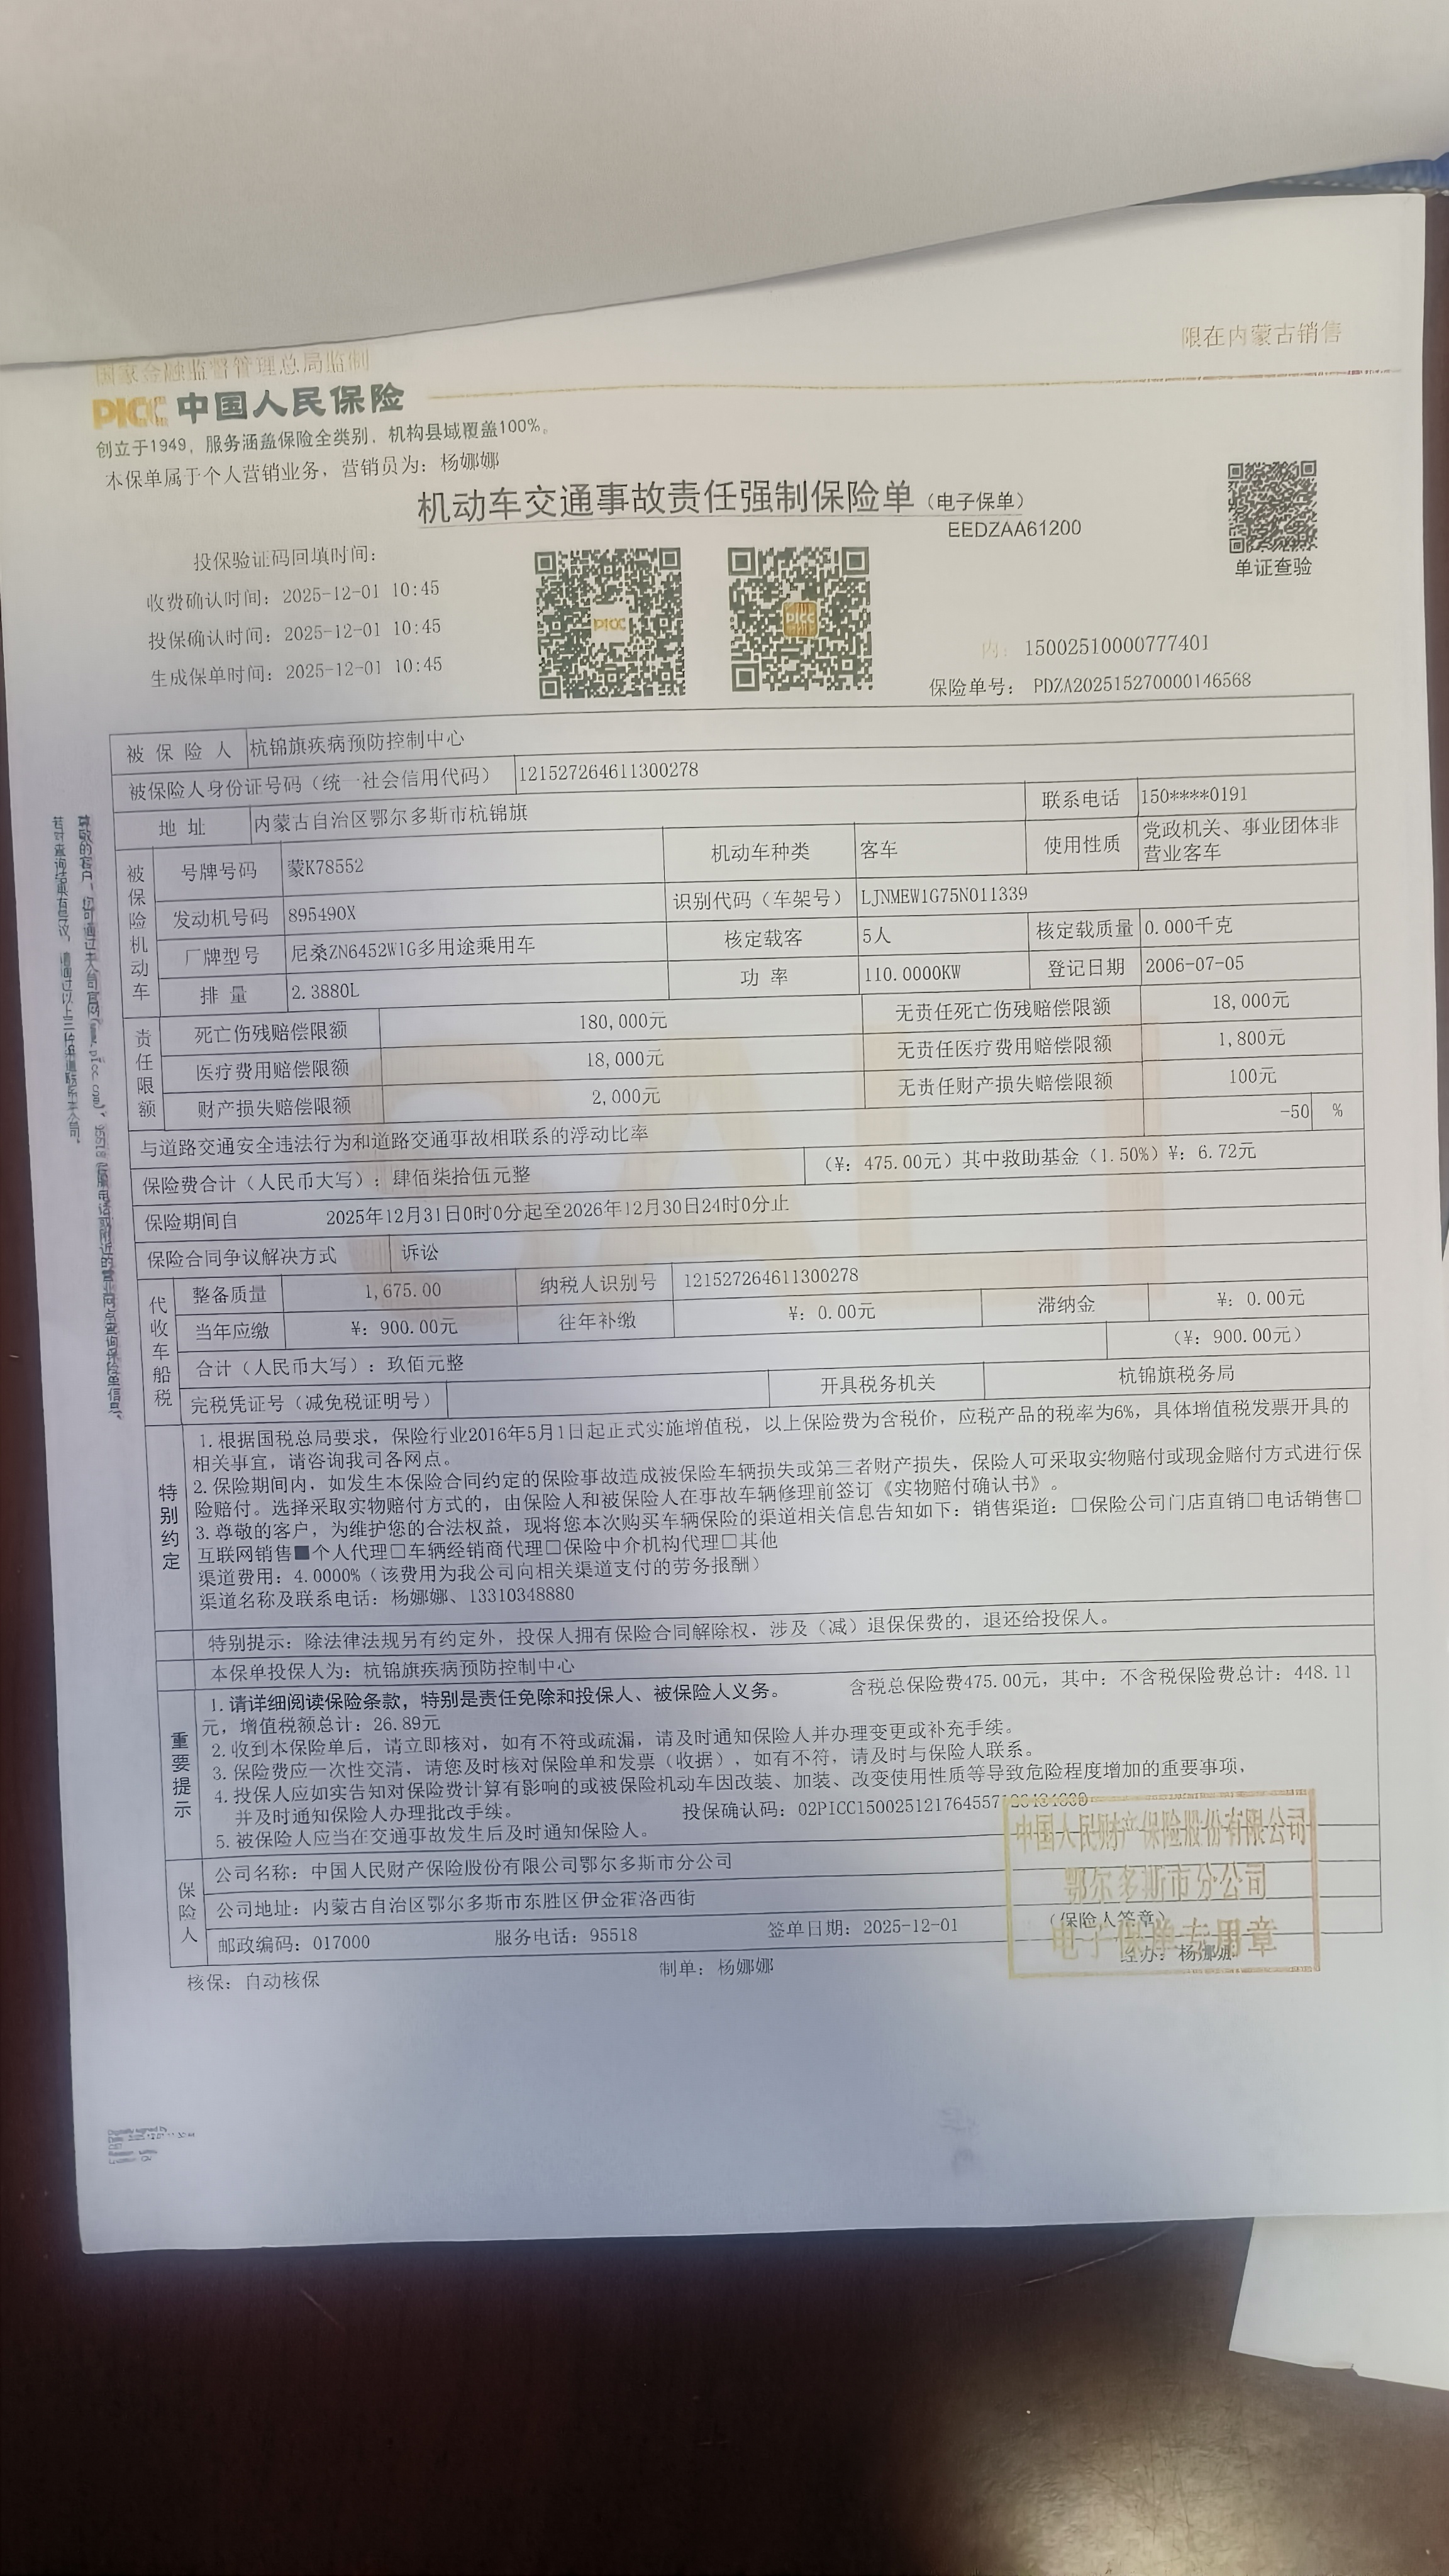 限在内蒙古销售
国家金融监督管理总局监制
PICC 中国人民保险
创立于1949，服务涵盖保险全类别，机构县域覆盖100%。
本保单属于个人营销业务，营销员为：杨娜娜
机动车交通事故责任强制保险单（电子保单）
EEDZAA61200
单证查验
投保验证码回填时间：
收费确认时间：2025-12-01 10:45
投保确认时间：2025-12-01 10:45
生成保单时间：2025-12-01 10:45
PICC
PICC
内： 15002510000777401
保险单号： PDZA202515270000146568
被 保 险 人 杭锦旗疾病预防控制中心
被保险人身份证号码（统一社会信用代码） 121527264611300278
地 址 内蒙古自治区鄂尔多斯市杭锦旗 联系电话 150****0191
被保险机动车
号牌号码 蒙K78552 机动车种类 客车 使用性质 党政机关、事业团体非营业客车
发动机号码 895490X 识别代码（车架号） LJNMEW1G75N011339
厂牌型号 尼桑ZN6452W1G多用途乘用车 核定载客 5人 核定载质量 0.000千克
排 量 2.3880L 功 率 110.0000KW 登记日期 2006-07-05
责任限额
死亡伤残赔偿限额 180,000元 无责任死亡伤残赔偿限额 18,000元
医疗费用赔偿限额 18,000元 无责任医疗费用赔偿限额 1,800元
财产损失赔偿限额 2,000元 无责任财产损失赔偿限额 100元
与道路交通安全违法行为和道路交通事故相联系的浮动比率 -50 %
保险费合计（人民币大写）：肆佰柒拾伍元整 （¥：475.00元）其中救助基金（1.50%）¥：6.72元
保险期间自 2025年12月31日0时0分起至2026年12月30日24时0分止
保险合同争议解决方式 诉讼
代收车船税
整备质量 1,675.00 纳税人识别号 121527264611300278
当年应缴 ¥：900.00元 往年补缴 ¥：0.00元 滞纳金 ¥：0.00元
合计（人民币大写）：玖佰元整 （¥：900.00元）
完税凭证号（减免税证明号） 开具税务机关 杭锦旗税务局
特别约定
1.根据国税总局要求，保险行业2016年5月1日起正式实施增值税，以上保险费为含税价，应税产品的税率为6%，具体增值税发票开具的
相关事宜，请咨询我司各网点。
2.保险期间内，如发生本保险合同约定的保险事故造成被保险车辆损失或第三者财产损失，保险人可采取实物赔付或现金赔付方式进行保
险赔付。选择采取实物赔付方式的，由保险人和被保险人在事故车辆修理前签订《实物赔付确认书》。
3.尊敬的客户，为维护您的合法权益，现将您本次购买车辆保险的渠道相关信息告知如下：销售渠道：□保险公司门店直销□电话销售□
互联网销售■个人代理□车辆经销商代理□保险中介机构代理□其他
渠道费用：4.0000%（该费用为我公司向相关渠道支付的劳务报酬）
渠道名称及联系电话：杨娜娜、13310348880
特别提示：除法律法规另有约定外，投保人拥有保险合同解除权，涉及（减）退保保费的，退还给投保人。
本保单投保人为：杭锦旗疾病预防控制中心
重要提示
1.请详细阅读保险条款，特别是责任免除和投保人、被保险人义务。 含税总保险费475.00元，其中：不含税保险费总计：448.11
元，增值税额总计：26.89元
2.收到本保险单后，请立即核对，如有不符或疏漏，请及时通知保险人并办理变更或补充手续。
3.保险费应一次性交清，请您及时核对保险单和发票（收据），如有不符，请及时与保险人联系。
4.投保人应如实告知对保险费计算有影响的或被保险机动车因改装、加装、改变使用性质等导致危险程度增加的重要事项，
并及时通知保险人办理批改手续。 投保确认码：
5.被保险人应当在交通事故发生后及时通知保险人。
保险人
公司名称：中国人民财产保险股份有限公司鄂尔多斯市分公司
公司地址：内蒙古自治区鄂尔多斯市东胜区伊金霍洛西街
邮政编码：017000 服务电话：95518 签单日期：2025-12-01 （保险人签章）
中国人民财产保险股份有限公司
鄂尔多斯市分公司
电子保单专用章
核保：自动核保 制单：杨娜娜 经办：杨娜娜